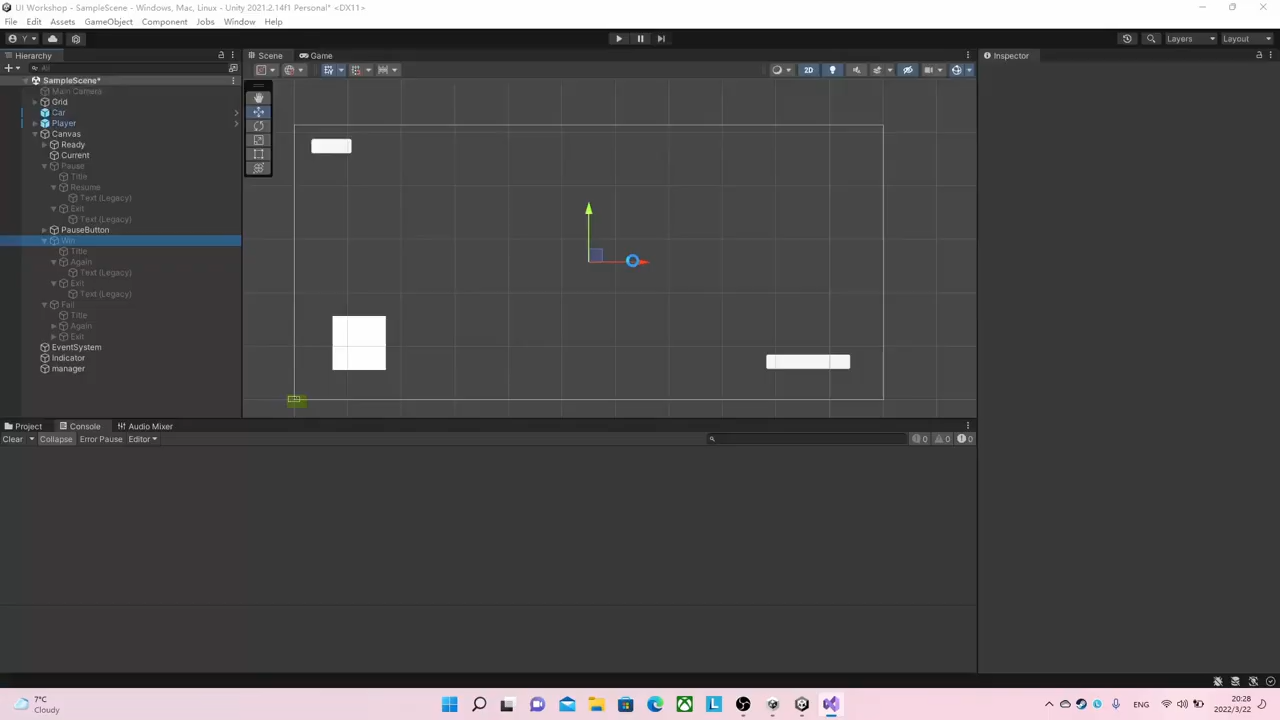 UI Workshop - SampleScene - Windows, Mac, Linux - Unity 2021.2.14f1 Personal* <DX11>
File Edit Assets GameObject Component Jobs Window Help
Y Layers Layout
Hierarchy Scene Game Inspector
All 2D
SampleScene*
Main Camera
Grid
Car
Player
Canvas
Ready
Current
Pause
Title
Resume
Text (Legacy)
Exit
Text (Legacy)
PauseButton
Win
Title
Again
Text (Legacy)
Exit
Text (Legacy)
Fail
Title
Again
Exit
EventSystem
Indicator
manager
Project Console Audio Mixer
Clear Collapse Error Pause Editor 0 0 0
7°C
Cloudy
ENG
20:28
2022/3/22